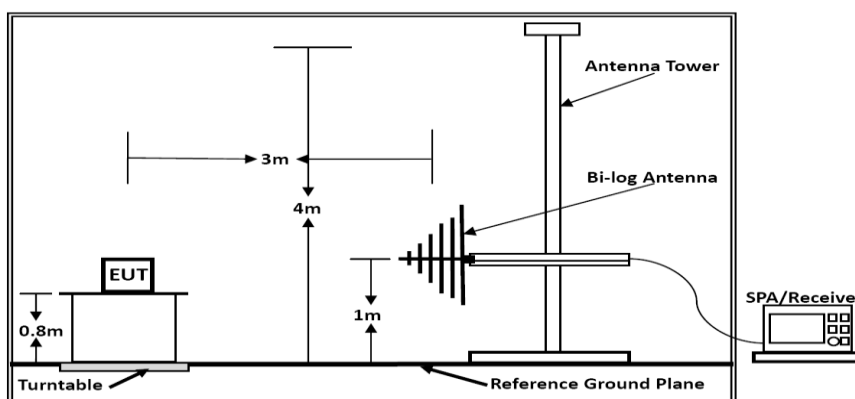 Antenna Tower
3m
Bi-log Antenna
4m
EUT
SPA/Receive
0.8m
1m
Turntable
Reference Ground Plane